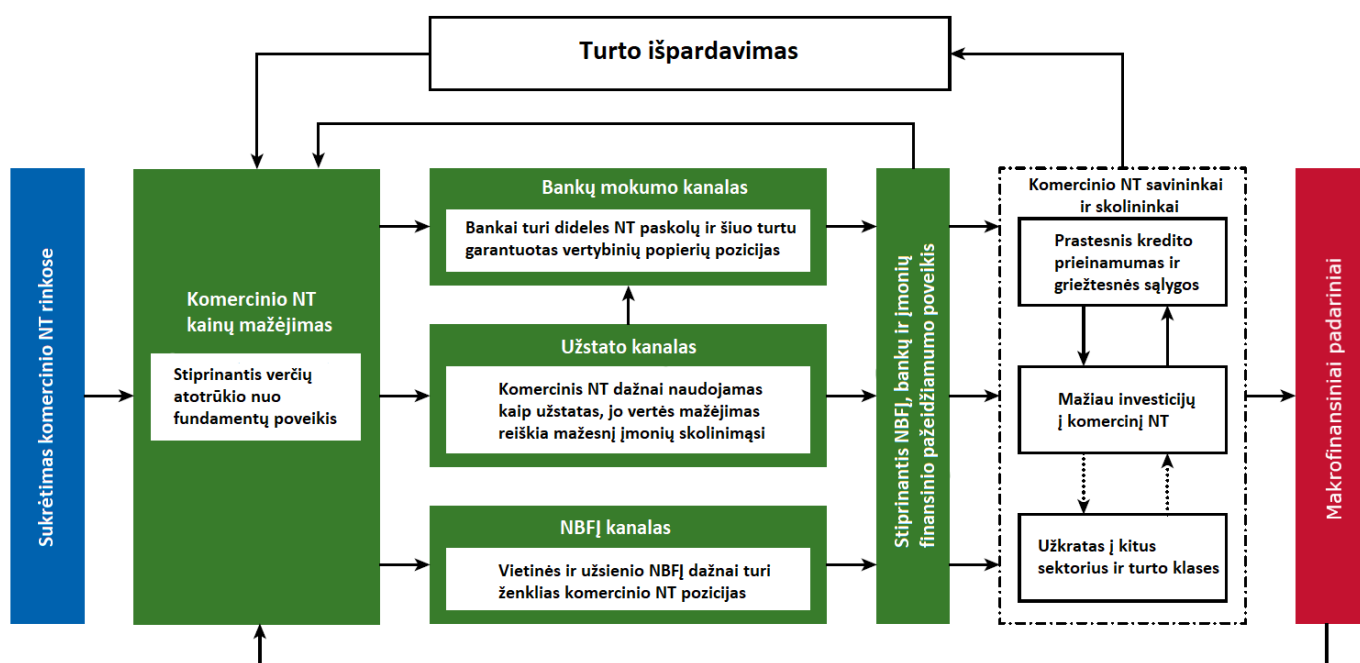 Turto išpardavimas
Sukrėtimas komercinio NT rinkose
Komercinio NT
kainų mažėjimas
Stiprinantis verčių
atotrūkio nuo
fundamentų poveikis
Bankų mokumo kanalas
Bankai turi dideles NT paskolų ir šiuo turtu
garantuotas vertybinių popierių pozicijas
Užstato kanalas
Komercinis NT dažnai naudojamas
kaip užstatas, jo vertės mažėjimas
reiškia mažesnį įmonių skolinimąsi
NBFĮ kanalas
Vietinės ir užsienio NBFĮ dažnai turi
ženklias komercinio NT pozicijas
Stiprinantis NBFĮ, bankų ir įmonių
finansinio pažeidžiamumo poveikis
Komercinio NT savininkai
ir skolininkai
Prastesnis kredito
prieinamumas ir
griežtesnės sąlygos
Mažiau investicijų
į komercinį NT
Užkratas į kitus
sektorius ir turto klases
Makrofinansiniai padariniai